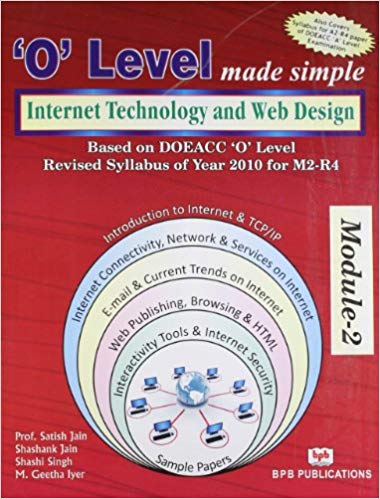 Also Covers
Syllabus for A2-R4 paper
of DOEACC 'A' Level
Examination
'O' Level made simple
Internet Technology and Web Design
Based on DOEACC 'O' Level
Revised Syllabus of Year 2010 for M2-R4
Introduction to Internet & TCP/IP
Internet Connectivity, Network & Services on Internet
E-mail & Current Trends on Internet
Web Publishing, Browsing & HTML
Interactivity Tools & Internet Security
Sample Papers
Module-2
Prof. Satish Jain
Shashank Jain
Shashi Singh
M. Geetha Iyer
bpb
BPB PUBLICATIONS